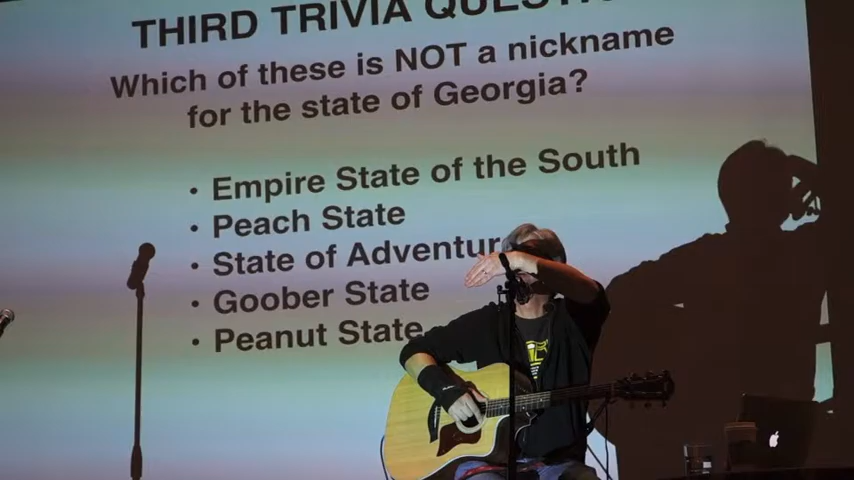 THIRD TRIVIA
Which of these is NOT a nickname
for the state of Georgia?
• Empire State of the South
• Peach State
• State of Adventur
• Goober State
• Peanut State